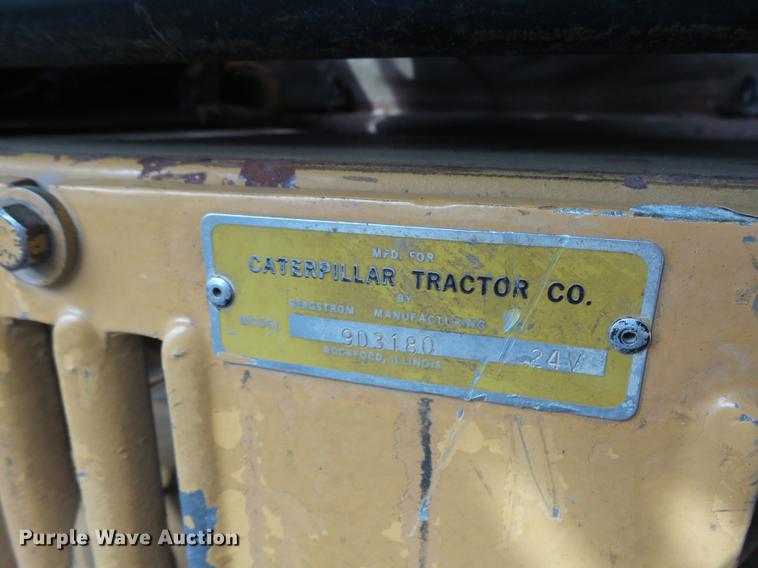 MFD. FOR
CATERPILLAR TRACTOR CO.
BY
BERGSTROM MANUFACTURING
MODEL 9D3180 24V
ROCKFORD, ILLINOIS
Purple Wave Auction